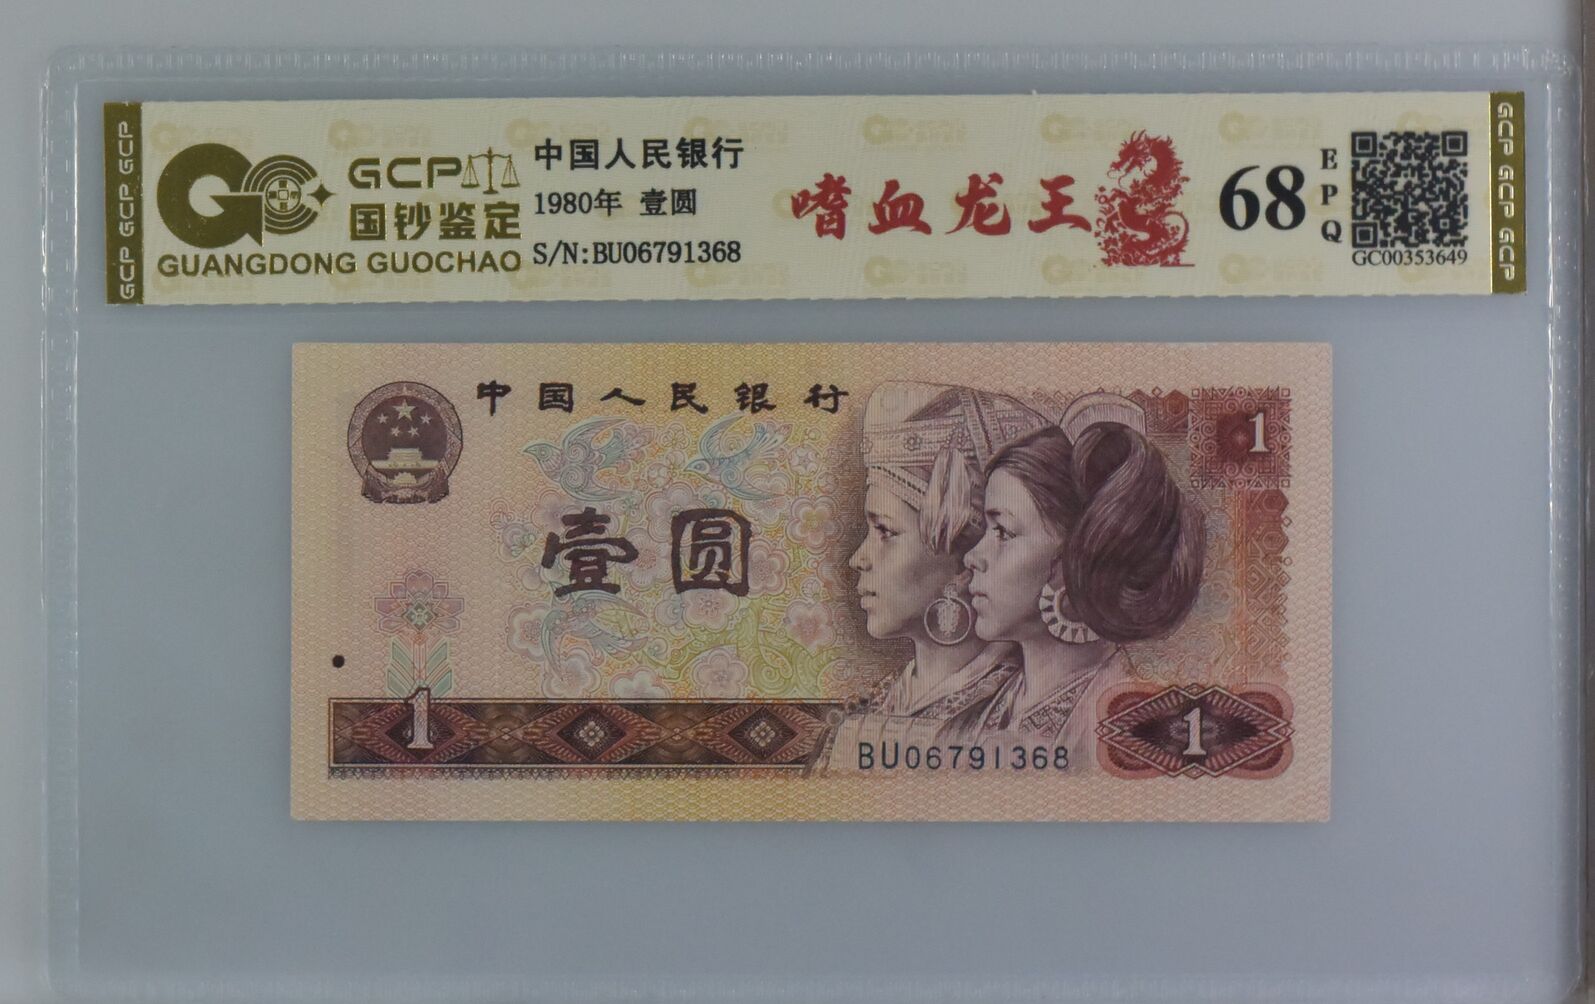 GCP GCP GCP
GCP
国钞鉴定
GUANGDONG GUOCHAO
中国人民银行
1980年 壹圆
S/N:BU06791368
嗜血龙王
68
EPQ
GC00353649
GCP GCP GCP
中国人民银行
1
壹圆
1
BU06791368
1